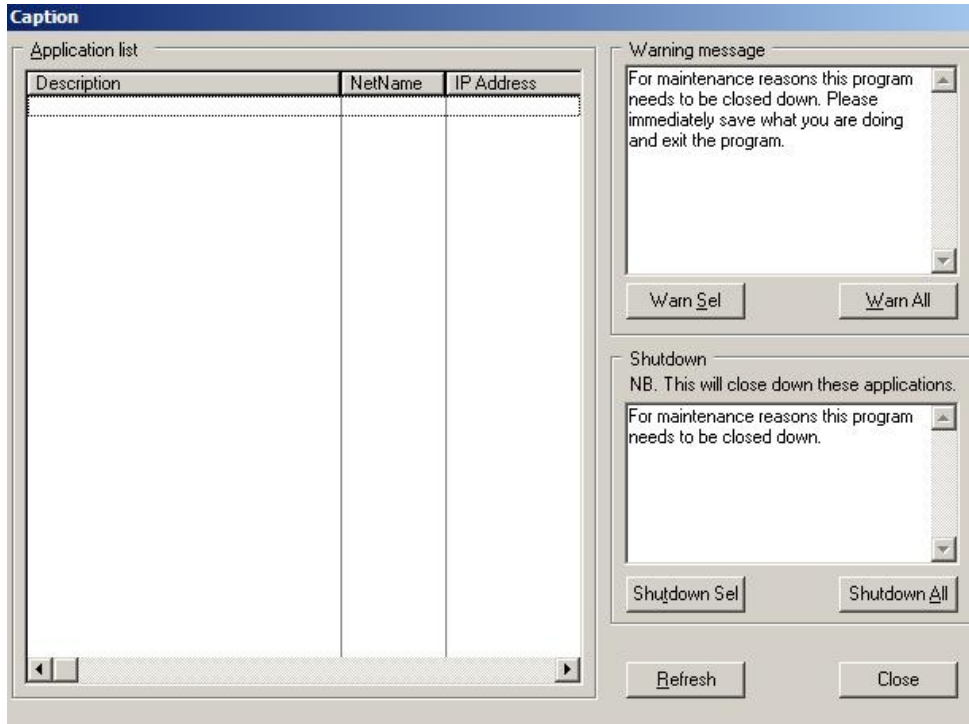 Caption
Application list
Description NetName IP Address
Warning message
For maintenance reasons this program
needs to be closed down. Please
immediately save what you are doing
and exit the program.
Warn Sel Warn All
Shutdown
NB. This will close down these applications.
For maintenance reasons this program
needs to be closed down.
Shutdown Sel Shutdown All
Refresh Close